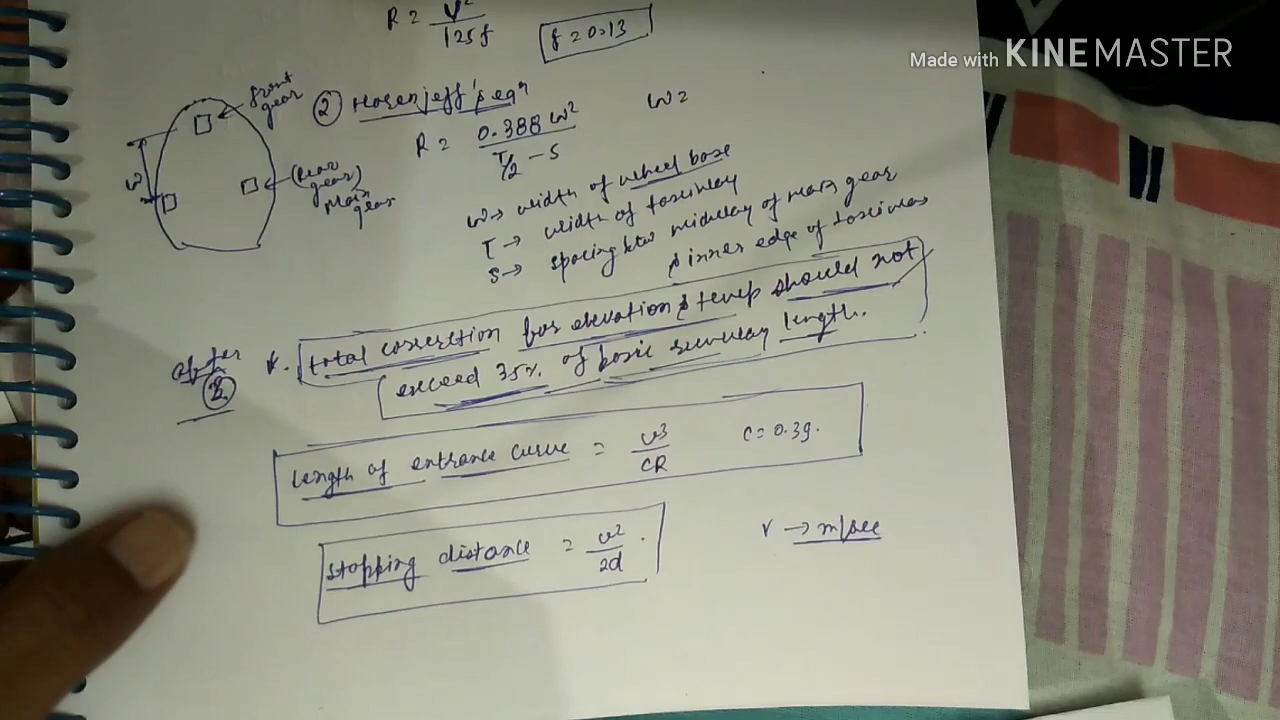 Made with KINEMASTER
R = V²/125f
f = 0.13
front gear
② Horenjeff's eqn
R = 0.388 W² / (T/2 - S)
W =
W
(rear gear)
Main gear
W → width of wheel base
T → width of taxiway
S → spacing btw midway of main gear
& inner edge of taxiway
after ②
*. total correction for elevation & temp should not
exceed 35% of basic runway length.
length of entrance curve = v³/CR
C = 0.39.
Stopping distance = v²/2d.
V → m/sec